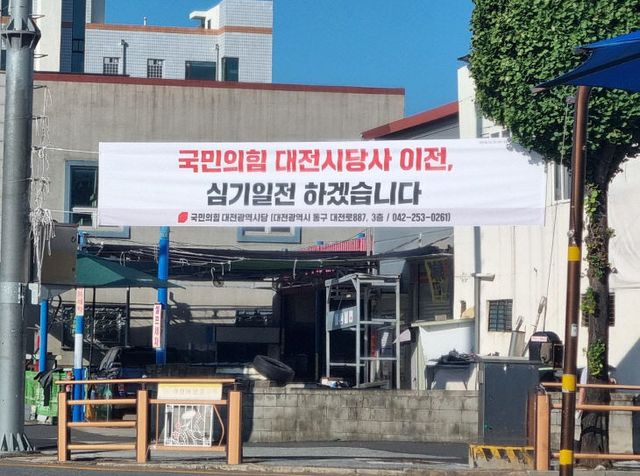 국민의힘 대전시당사 이전,
심기일전 하겠습니다
국민의힘 대전광역시당 (대전광역시 동구 대전로887, 3층 / 042-253-0261)